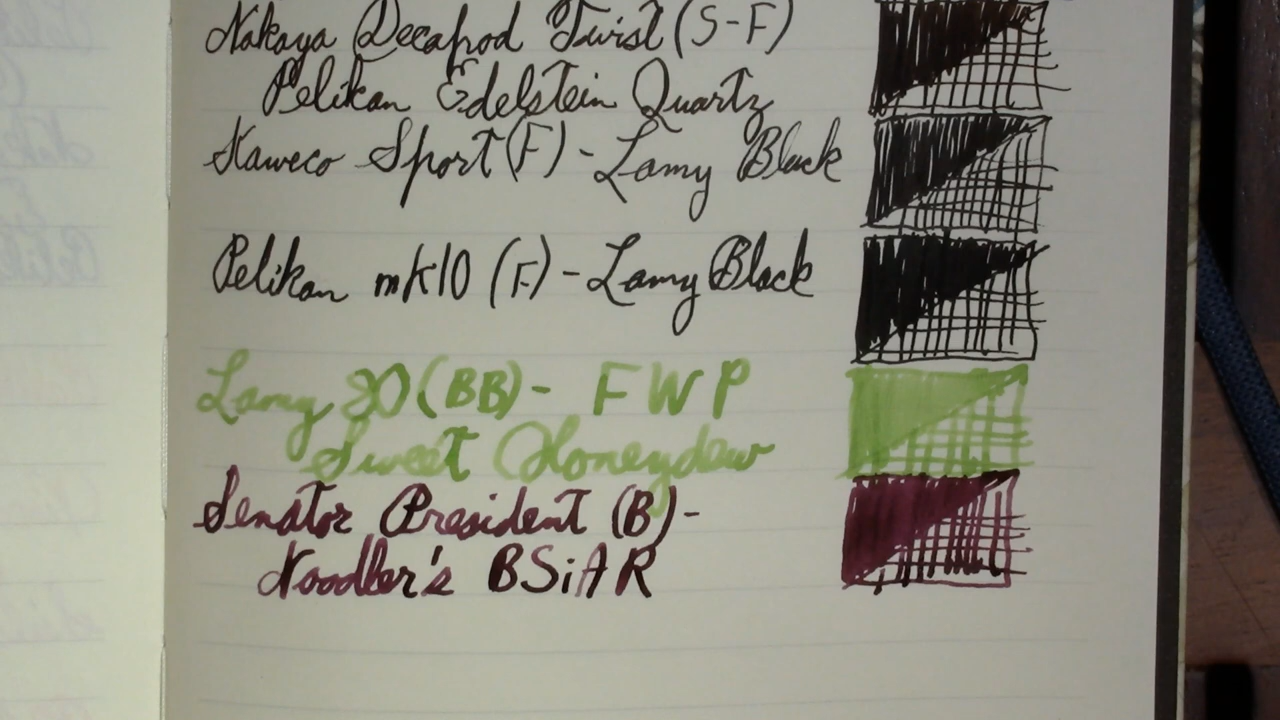 Nakaya Decapod Twist (S-F)
Pelikan Edelstein Quartz
Kaweco Sport (F) - Lamy Black
Pelikan mk10 (F) - Lamy Black
Lamy 80 (BB) - FWP
Sweet Honeydew
Senator President (B) -
Noodler's BSiAR